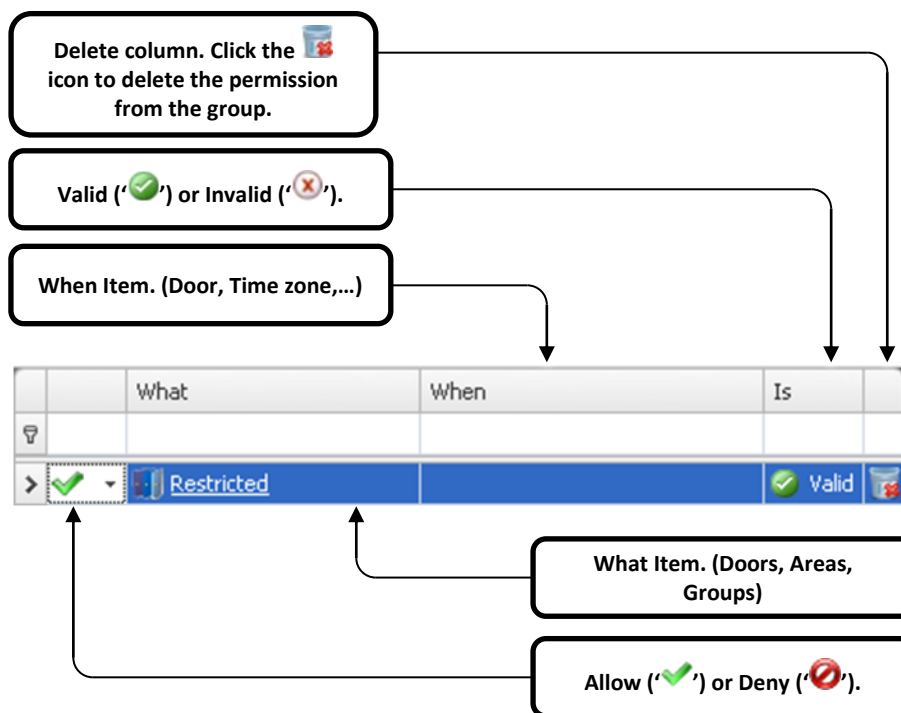 Delete column. Click the
icon to delete the permission
from the group.
Valid (‘’) or Invalid (‘’).
When Item. (Door, Time zone,...)
What When Is
Restricted Valid
What Item. (Doors, Areas,
Groups)
Allow (‘’) or Deny (‘’).